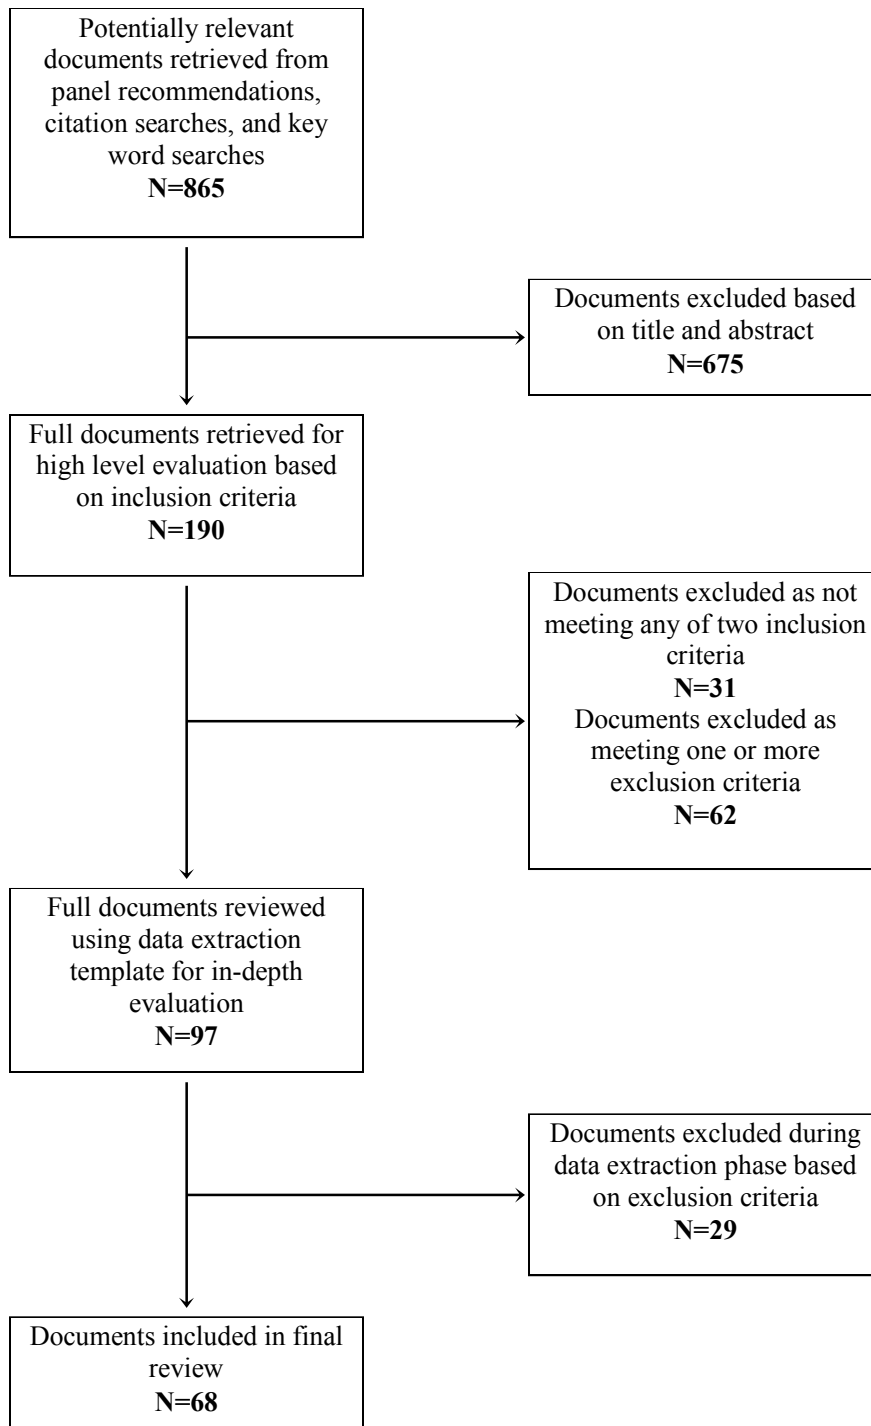 Potentially relevant
documents retrieved from
panel recommendations,
citation searches, and key
word searches
N=865
Documents excluded based
on title and abstract
N=675
Full documents retrieved for
high level evaluation based
on inclusion criteria
N=190
Documents excluded as not
meeting any of two inclusion
criteria
N=31
Documents excluded as
meeting one or more
exclusion criteria
N=62
Full documents reviewed
using data extraction
template for in-depth
evaluation
N=97
Documents excluded during
data extraction phase based
on exclusion criteria
N=29
Documents included in final
review
N=68